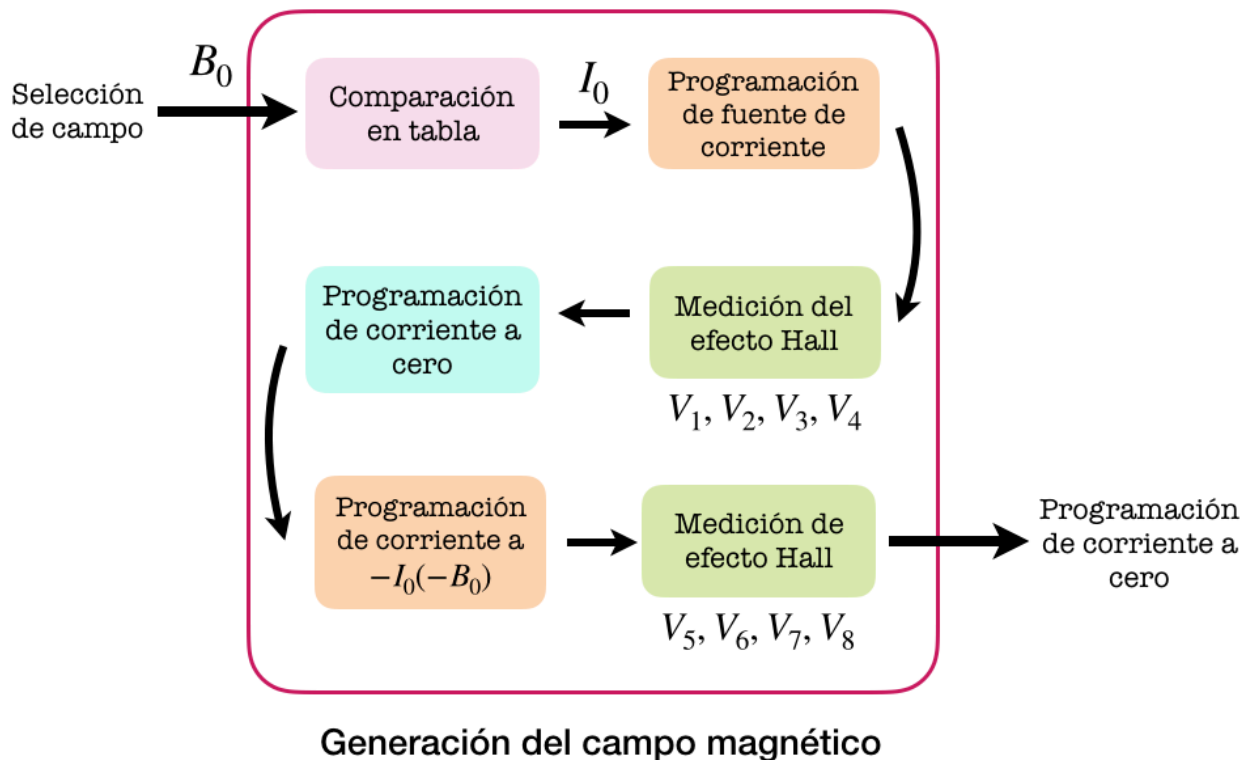 Selección
de campo
B₀
Comparación
en tabla
I₀
Programación
de fuente de
corriente
Medición del
efecto Hall
V₁, V₂, V₃, V₄
Programación
de corriente a
cero
Programación
de corriente a
−I₀(−B₀)
Medición de
efecto Hall
V₅, V₆, V₇, V₈
Programación
de corriente a
cero
Generación del campo magnético